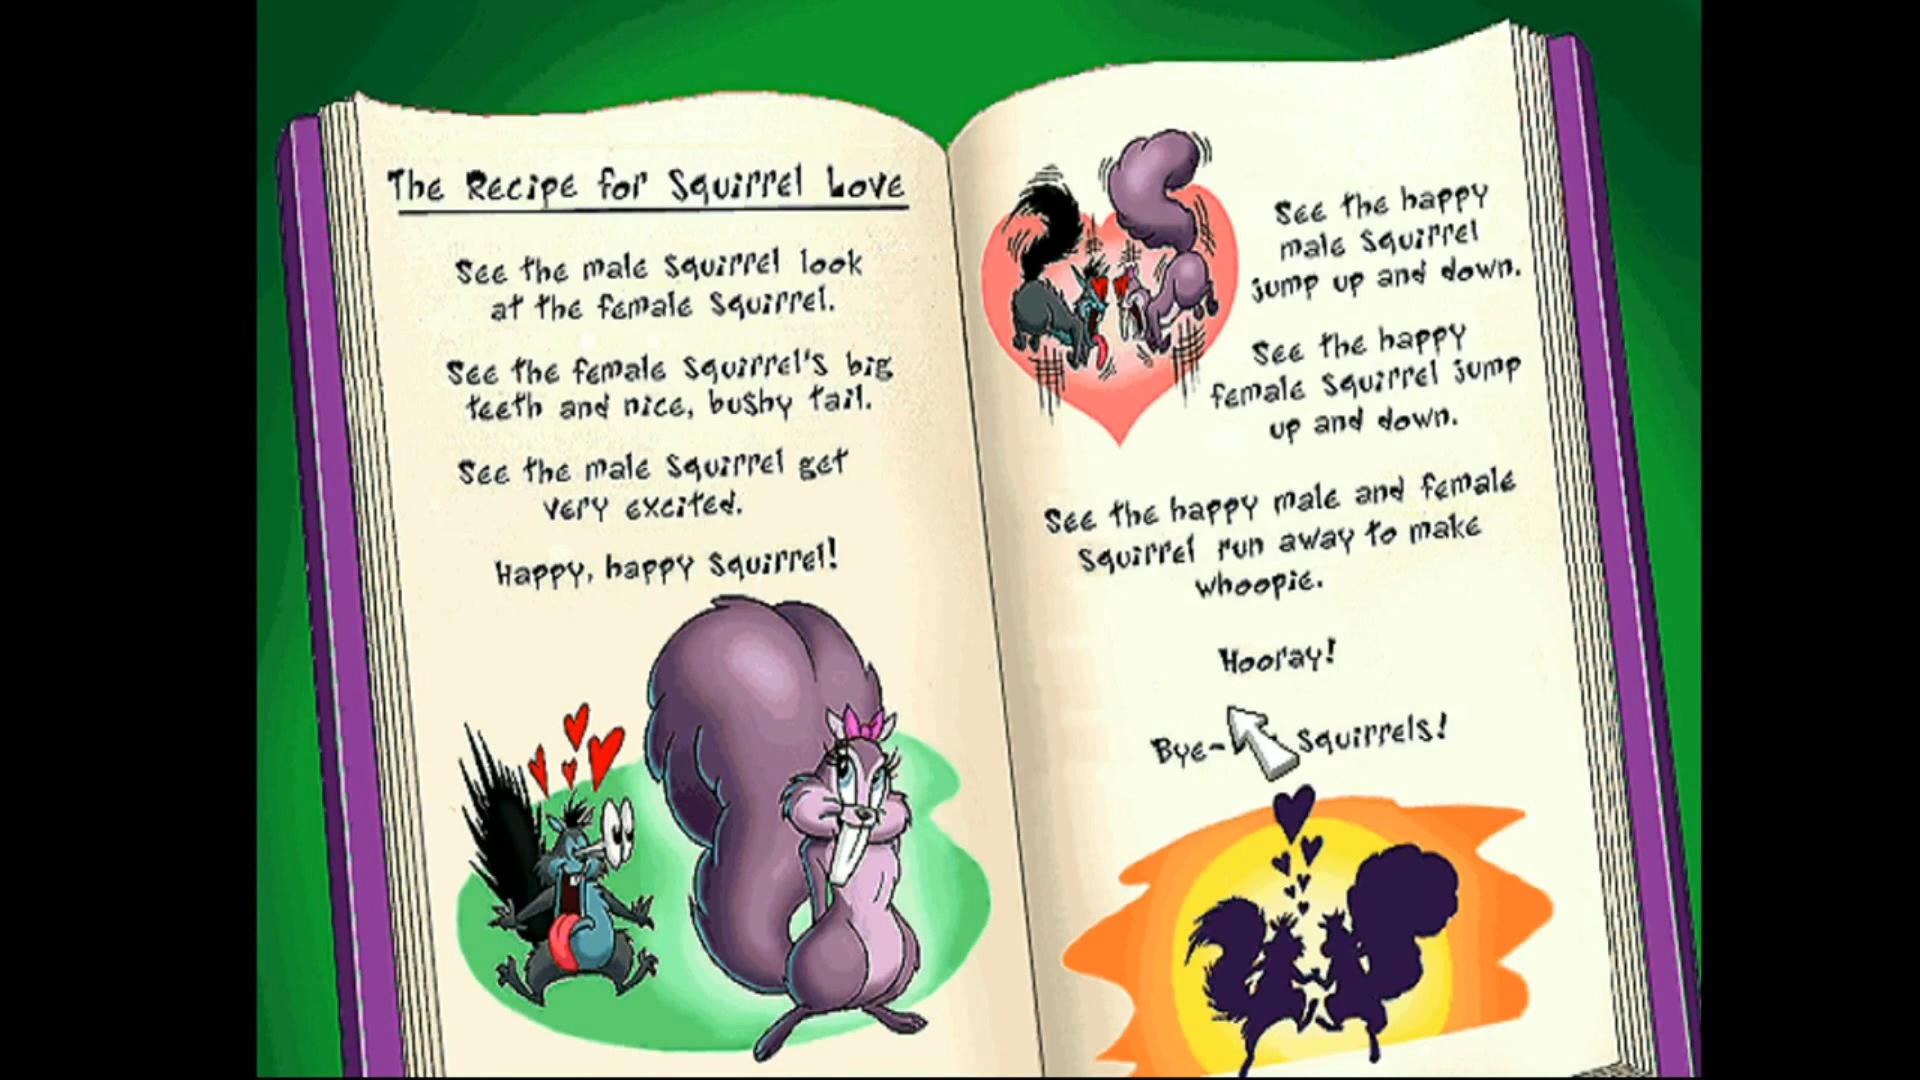 The Recipe for Squirrel Love
See the male squirrel look
at the female squirrel.
See the female squirrel's big
teeth and nice, bushy tail.
See the male squirrel get
very excited.
Happy, happy squirrel!
See the happy
male squirrel
jump up and down.
See the happy
female squirrel jump
up and down.
See the happy male and female
squirrel run away to make
whoopie.
Hooray!
Bye- squirrels!